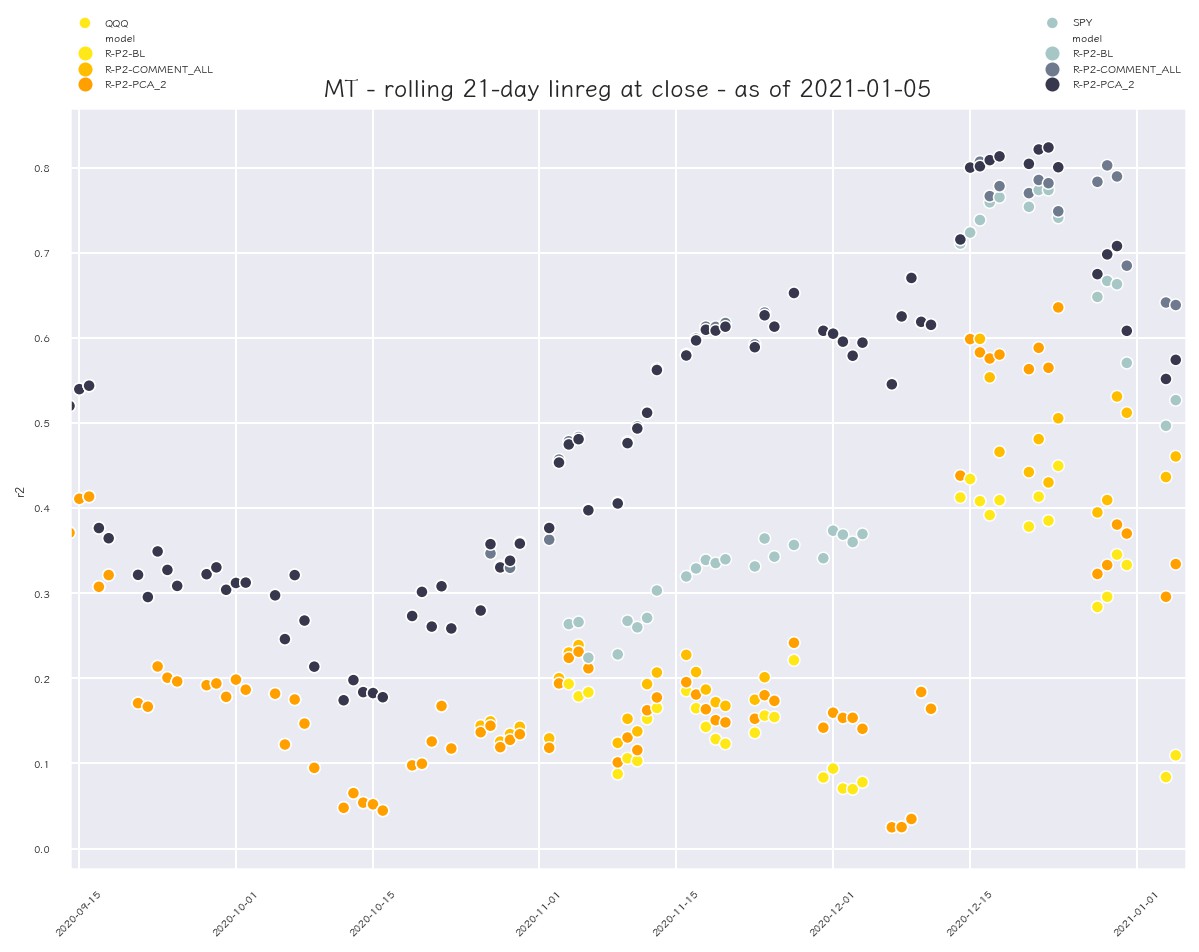 QQQ
model
R-P2-BL
R-P2-COMMENT_ALL
R-P2-PCA_2
SPY
model
R-P2-BL
R-P2-COMMENT_ALL
R-P2-PCA_2
MT - rolling 21-day linreg at close - as of 2021-01-05
0.8
0.7
0.6
0.5
r2
0.4
0.3
0.2
0.1
0.0
2020-09-15
2020-10-01
2020-10-15
2020-11-01
2020-11-15
2020-12-01
2020-12-15
2021-01-01